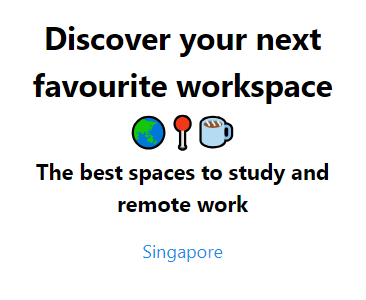 Discover your next
favourite workspace
🌏📍☕
The best spaces to study and
remote work
Singapore